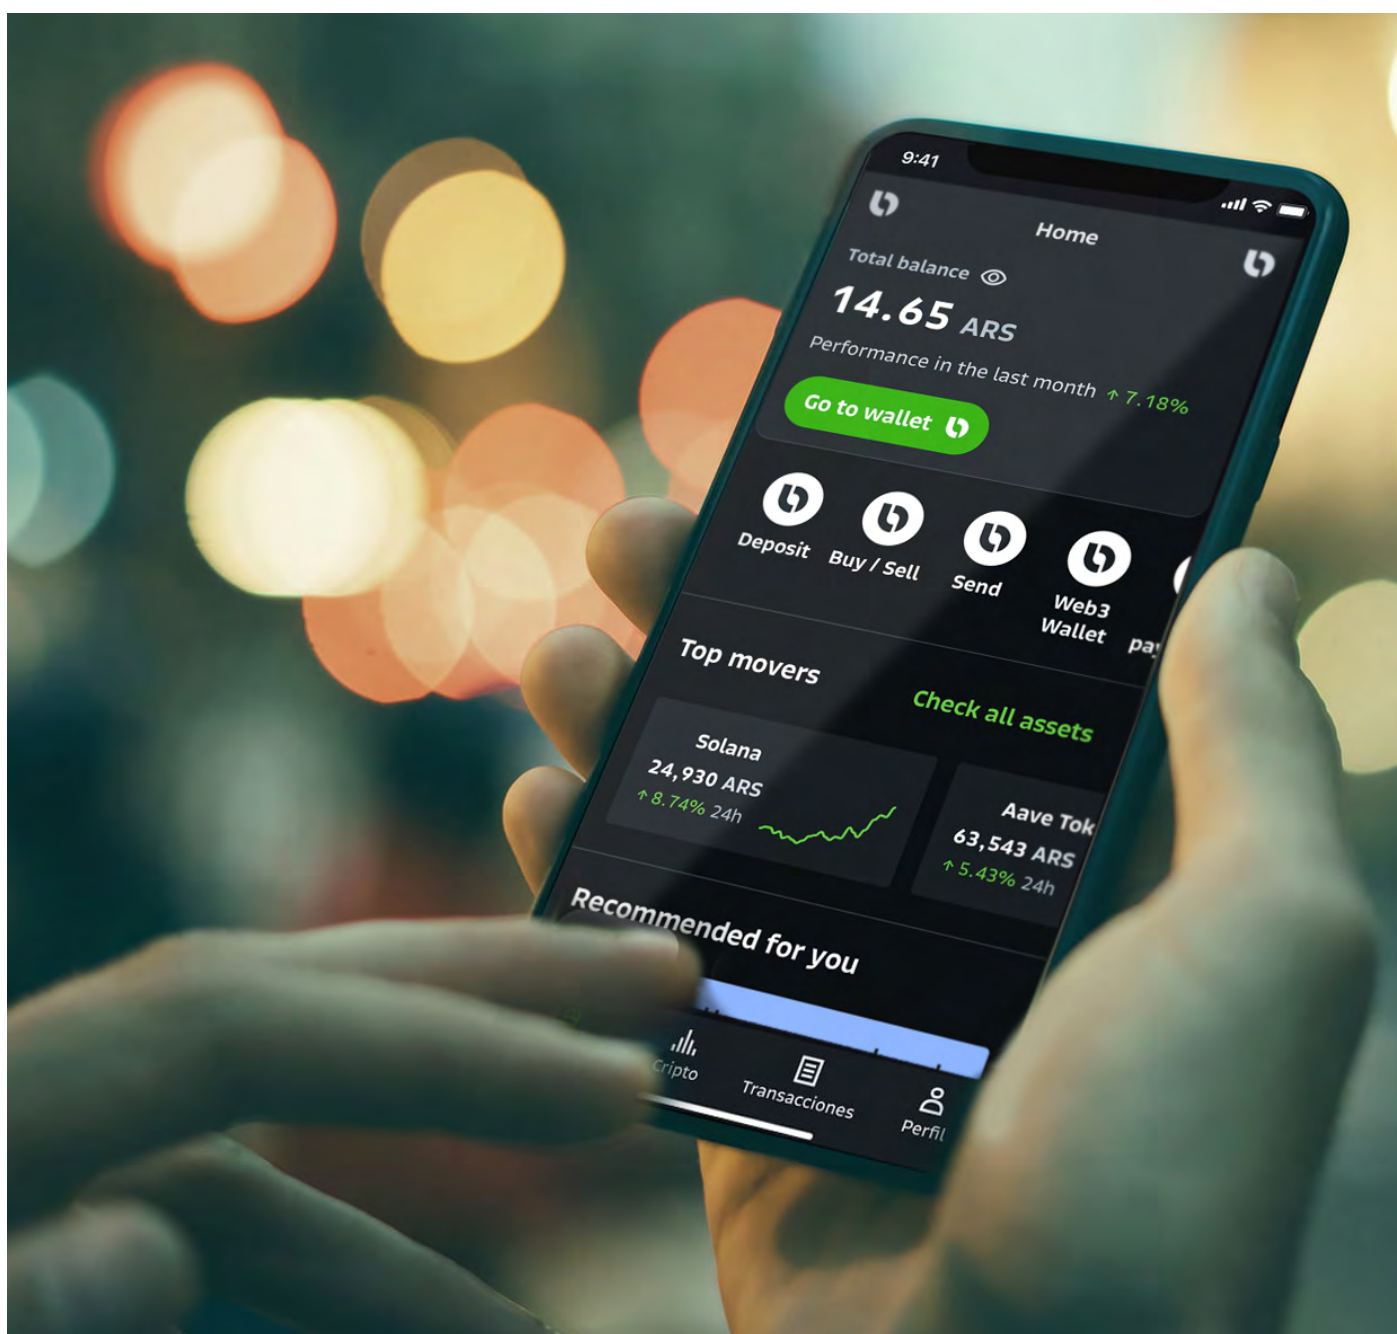 9:41
Home
Total balance
14.65 ARS
Performance in the last month ↑ 7.18%
Go to wallet
Deposit
Buy / Sell
Send
Web3
Wallet
Top movers
Check all assets
Solana
24,930 ARS
↑ 8.74% 24h
Aave Tok
63,543 ARS
↑ 5.43% 24h
Recommended for you
Cripto
Transacciones
Perfil